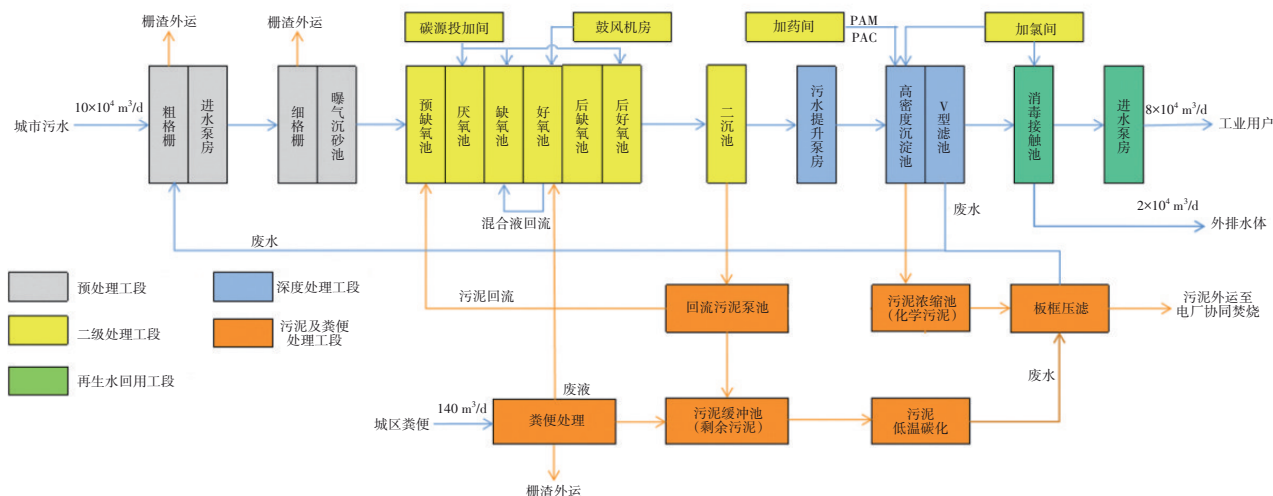 栅渣外运
栅渣外运
碳源投加间
鼓风机房
加药间
PAM
PAC
加氯间
10×10⁴ m³/d
城市污水
粗格栅
进水泵房
细格栅
曝气沉砂池
预缺氧池
厌氧池
缺氧池
好氧池
后缺氧池
后好氧池
二沉池
污水提升泵房
高密度沉淀池
V型滤池
消毒接触池
进水泵房
8×10⁴ m³/d
工业用户
混合液回流
废水
2×10⁴ m³/d
外排水体
废水
预处理工段
深度处理工段
二级处理工段
污泥及粪便
处理工段
再生水回用工段
污泥回流
回流污泥泵池
污泥浓缩池
(化学污泥)
板框压滤
污泥外运至
电厂协同焚烧
废液
废水
140 m³/d
城区粪便
粪便处理
污泥缓冲池
(剩余污泥)
污泥
低温碳化
栅渣外运